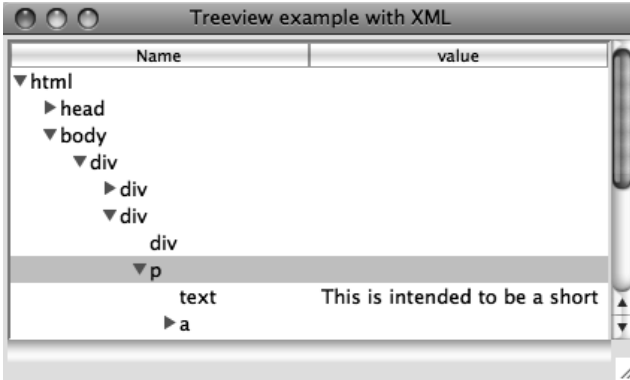 Treeview example with XML
Name value
html
head
body
div
div
div
div
p
text This is intended to be a short
a